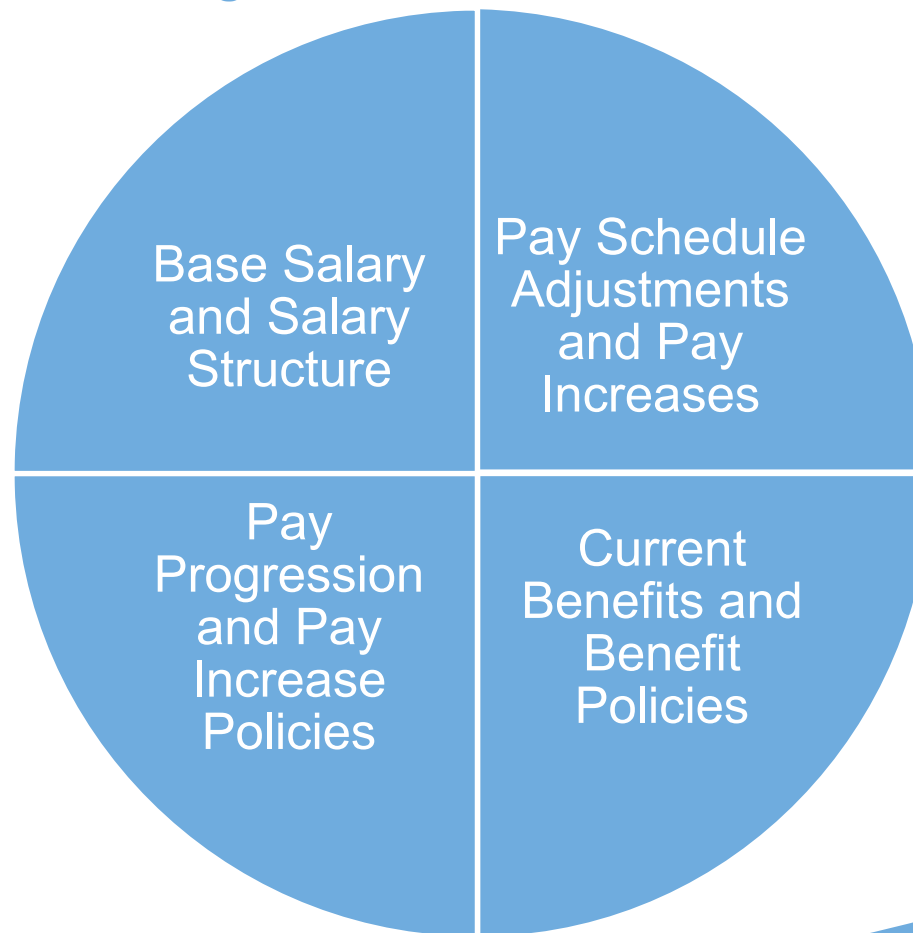 Base Salary
and Salary
Structure
Pay Schedule
Adjustments
and Pay
Increases
Pay
Progression
and Pay
Increase
Policies
Current
Benefits and
Benefit
Policies